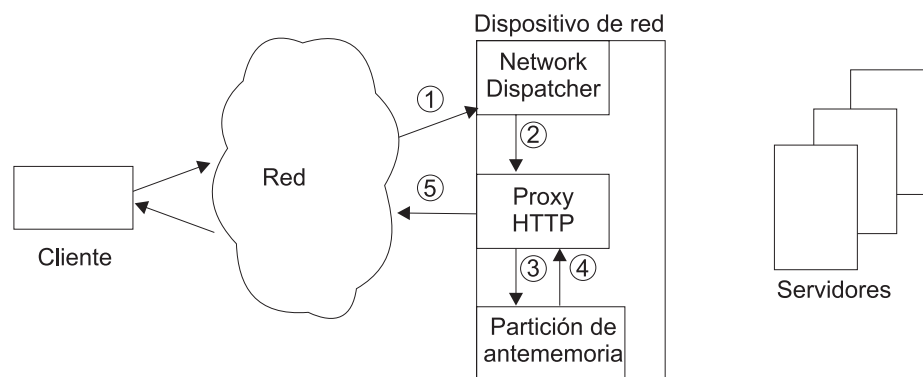 Dispositivo de red
Network
Dispatcher
1
2
Red
5
Proxy
HTTP
Cliente
3
4
Servidores
Partición de
antememoria